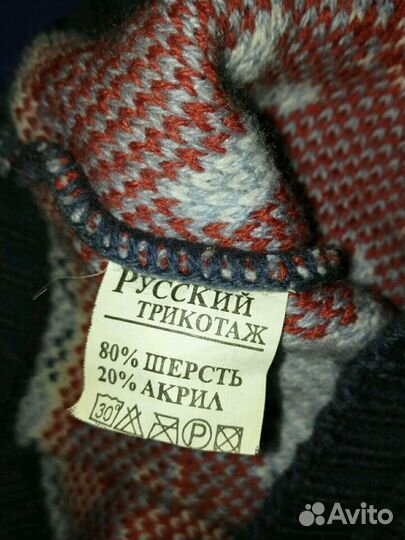 РУССКИЙ
ТРИКОТАЖ
80% ШЕРСТЬ
20% АКРИЛ
30° P
Avito